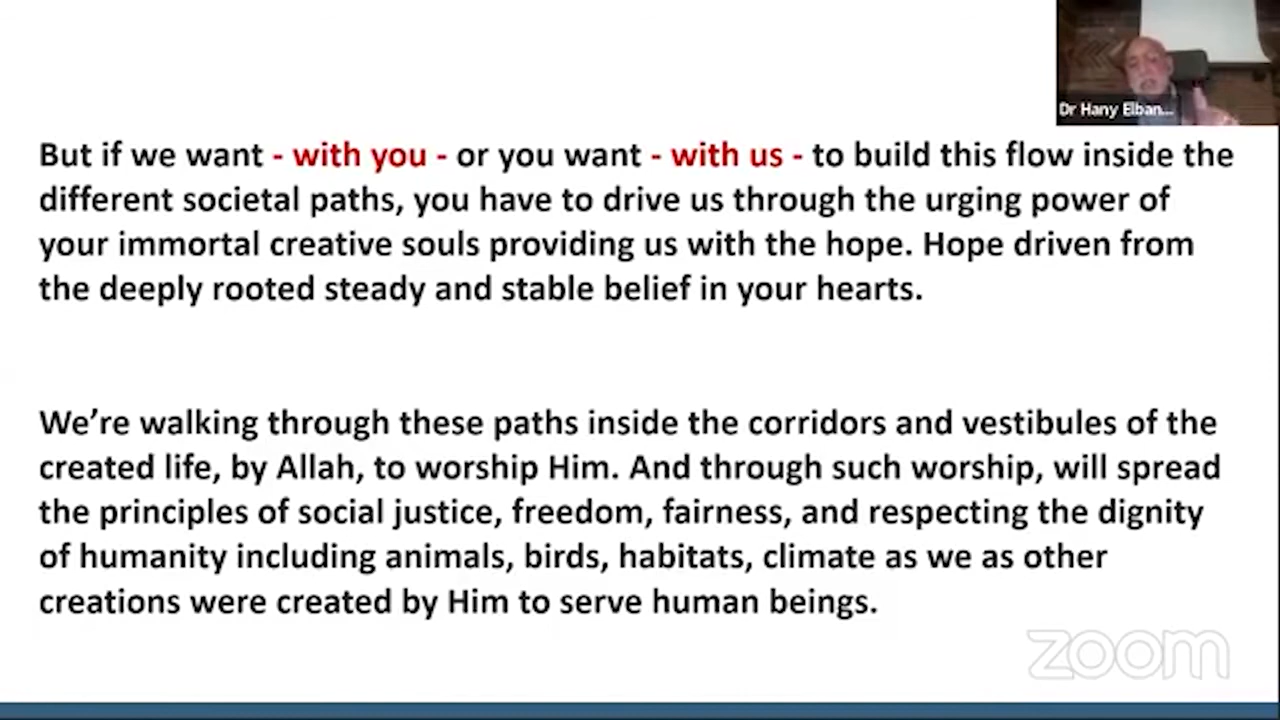 Dr Hany Elban...
But if we want - with you - or you want - with us - to build this flow inside the
different societal paths, you have to drive us through the urging power of
your immortal creative souls providing us with the hope. Hope driven from
the deeply rooted steady and stable belief in your hearts.
We’re walking through these paths inside the corridors and vestibules of the
created life, by Allah, to worship Him. And through such worship, will spread
the principles of social justice, freedom, fairness, and respecting the dignity
of humanity including animals, birds, habitats, climate as we as other
creations were created by Him to serve human beings.
zoom